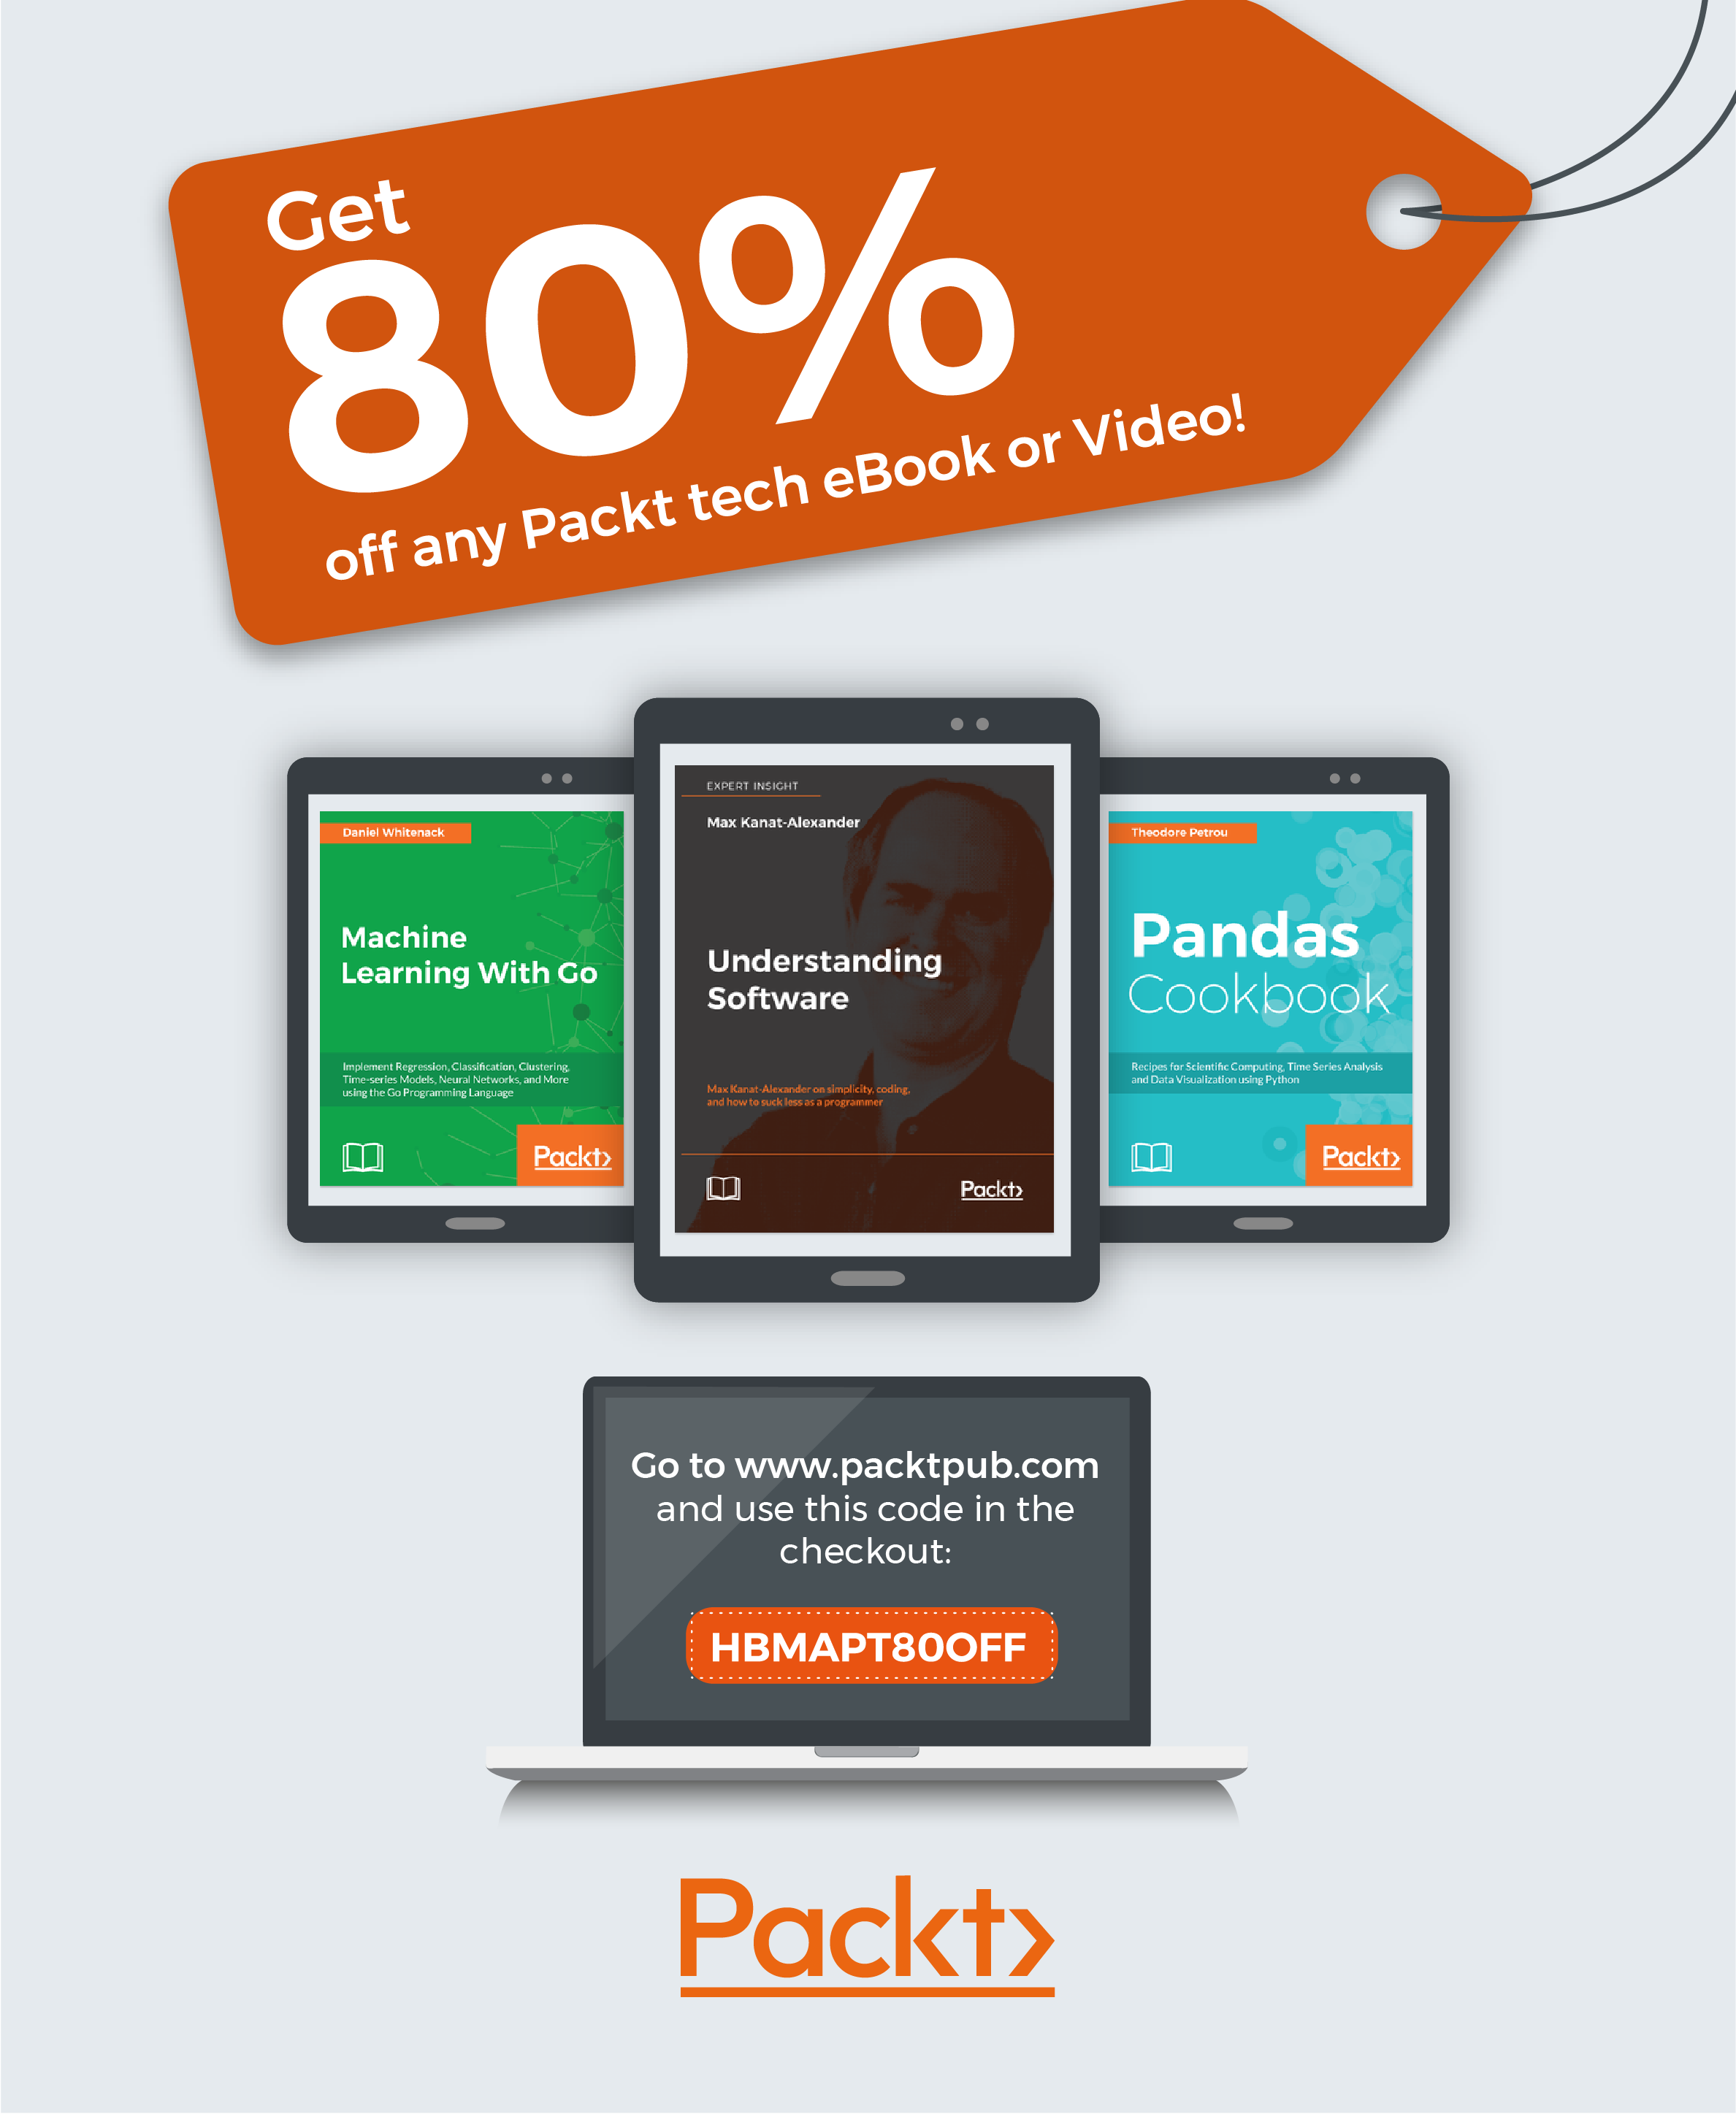 Get
80%
off any Packt tech eBook or Video!
Daniel Whitenack
Machine
Learning With Go
Implement Regression, Classification, Clustering,
Time-series Models, Neural Networks, and More
using the Go Programming Language
Packt>
EXPERT INSIGHT
Max Kanat-Alexander
Understanding
Software
Max Kanat-Alexander on simplicity, coding,
and how to suck less as a programmer
Packt>
Theodore Petrou
Pandas
Cookbook
Recipes for Scientific Computing, Time Series Analysis
and Data Visualization using Python
Packt>
Go to www.packtpub.com
and use this code in the
checkout:
HBMAPT80OFF
Packt>